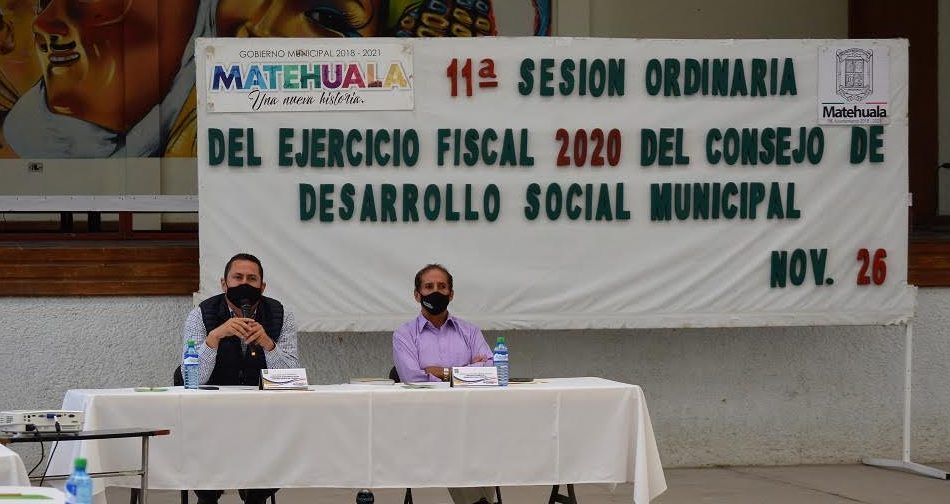 GOBIERNO MUNICIPAL 2018 - 2021
MATEHUALA
Una nueva historia.
11ª SESION ORDINARIA
DEL EJERCICIO FISCAL 2020 DEL CONSEJO DE
DESARROLLO SOCIAL MUNICIPAL
NOV. 26
Matehuala